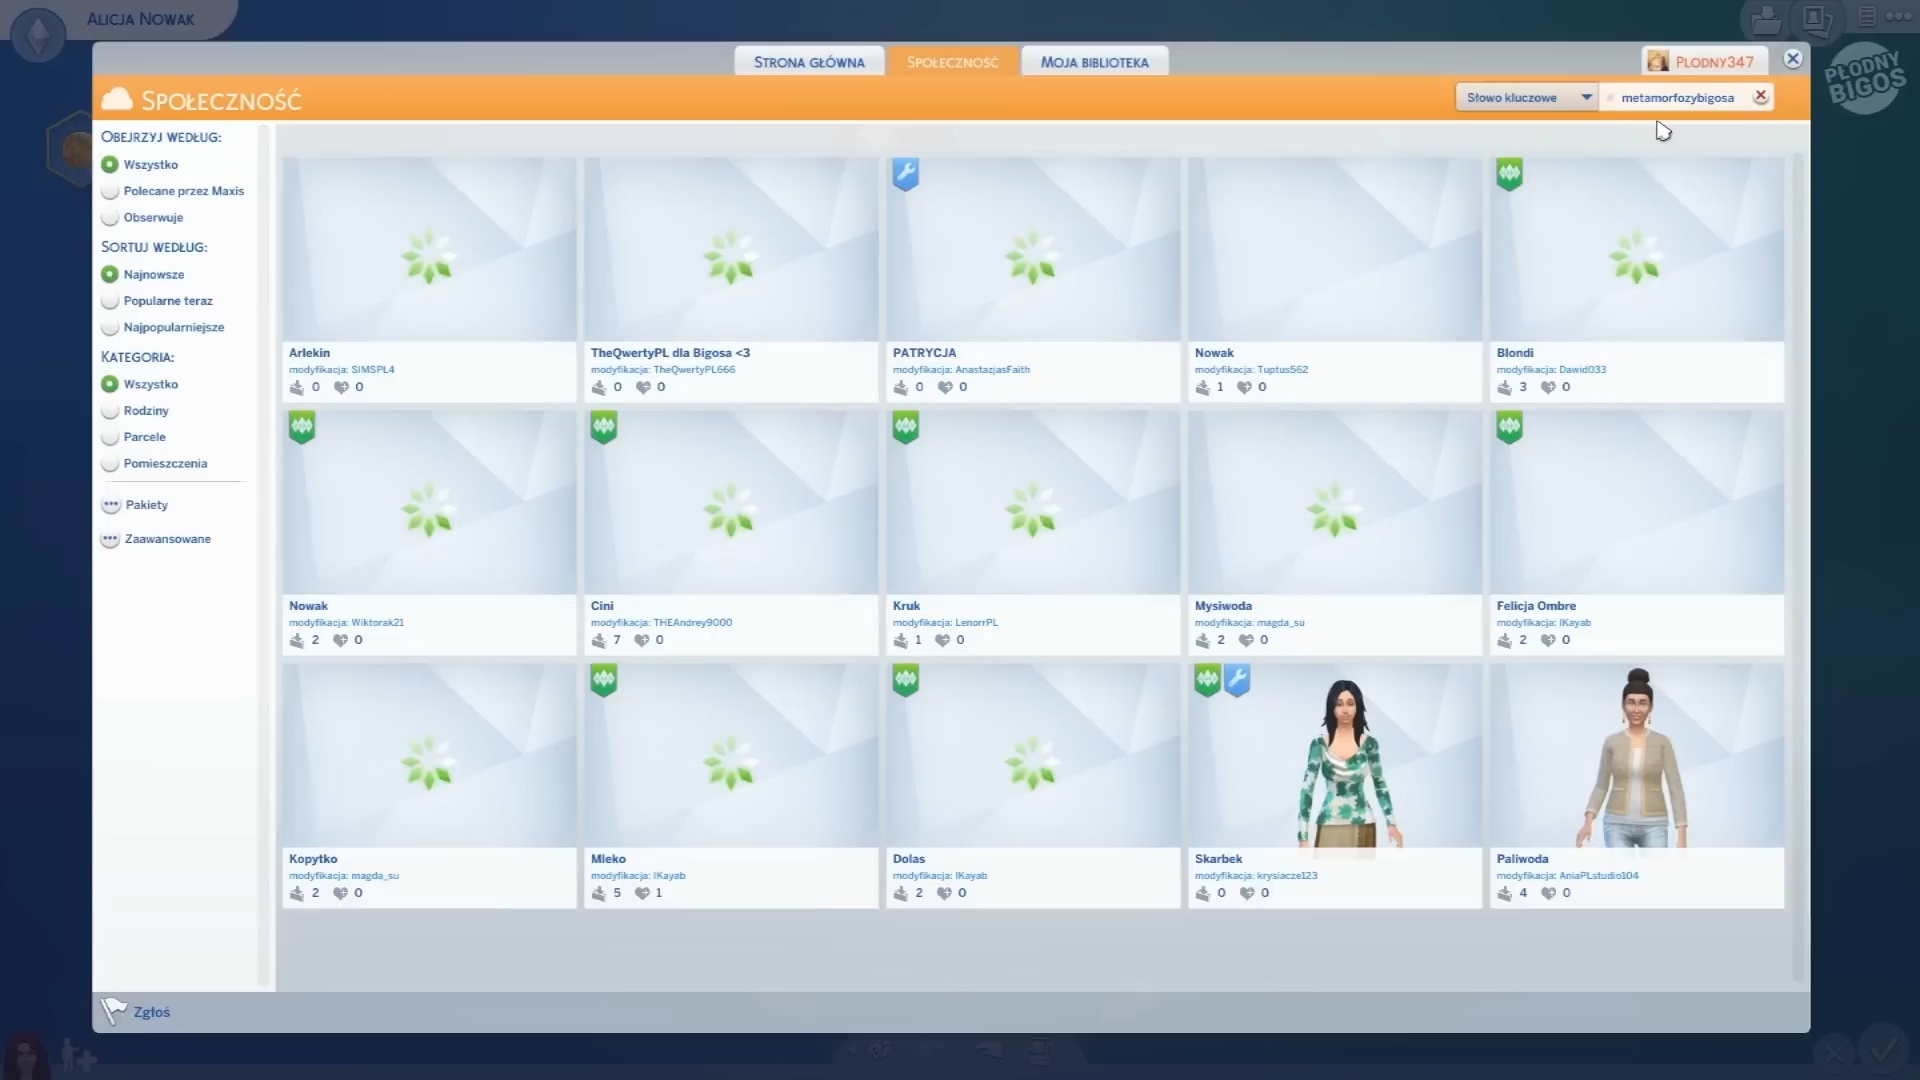 Alicja Nowak
Strona główna
Społeczność
Moja biblioteka
Plodny347
PŁODNY
BIGOS
Społeczność
Słowo kluczowe
metamorfozybigosa
Obejrzyj według:
Wszystko
Polecane przez Maxis
Obserwuje
Sortuj według:
Najnowsze
Popularne teraz
Najpopularniejsze
Kategoria:
Wszystko
Rodziny
Parcele
Pomieszczenia
Pakiety
Zaawansowane
Arlekin
modyfikacja: SIMSPL4
0 0
TheQwertyPL dla Bigosa <3
modyfikacja: TheQwertyPL666
0 0
PATRYCJA
modyfikacja: AnastazjasFaith
0 0
Nowak
modyfikacja: Tuptus562
1 0
Blondi
modyfikacja: Dawid033
3 0
Nowak
modyfikacja: Wiktorak21
2 0
Cini
modyfikacja: THEAndrey9000
7 0
Kruk
modyfikacja: LenorrPL
1 0
Mysiwoda
modyfikacja: magda_su
2 0
Felicja Ombre
modyfikacja: IKayab
2 0
Kopytko
modyfikacja: magda_su
2 0
Mleko
modyfikacja: IKayab
5 1
Dolas
modyfikacja: IKayab
2 0
Skarbek
modyfikacja: krysiacze123
0 0
Paliwoda
modyfikacja: AniaPLstudio104
4 0
Zgłoś